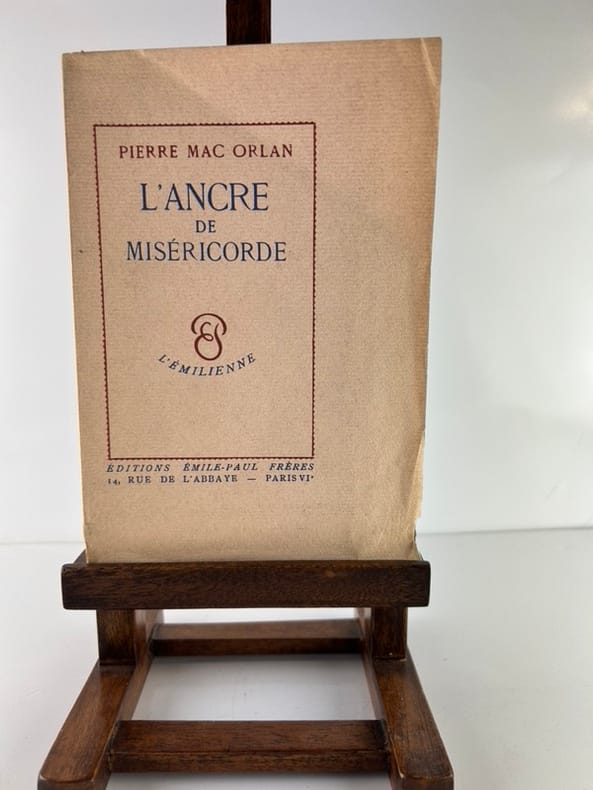 PIERRE MAC ORLAN
L'ANCRE
DE
MISÉRICORDE
L'ÉMILIENNE
ÉDITIONS ÉMILE-PAUL FRÈRES
14, RUE DE L'ABBAYE — PARIS VIᵉ